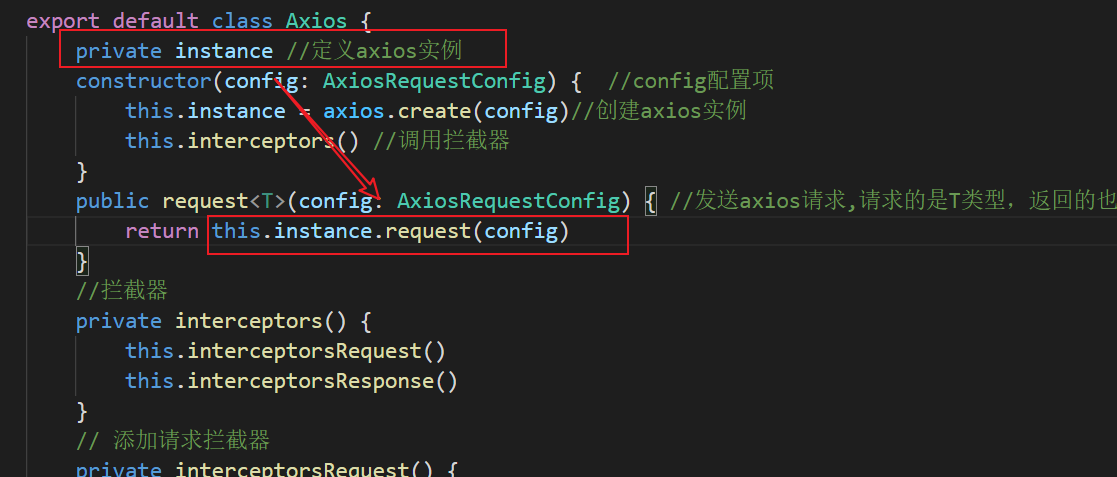 export default class Axios {
private instance //定义axios实例
constructor(config: AxiosRequestConfig) {  //config配置项
this.instance = axios.create(config)//创建axios实例
this.interceptors() //调用拦截器
}
public request<T>(config: AxiosRequestConfig) { //发送axios请求,请求的是T类型，返回的也
return this.instance.request(config)
}
//拦截器
private interceptors() {
this.interceptorsRequest()
this.interceptorsResponse()
}
// 添加请求拦截器
private interceptorsRequest() {